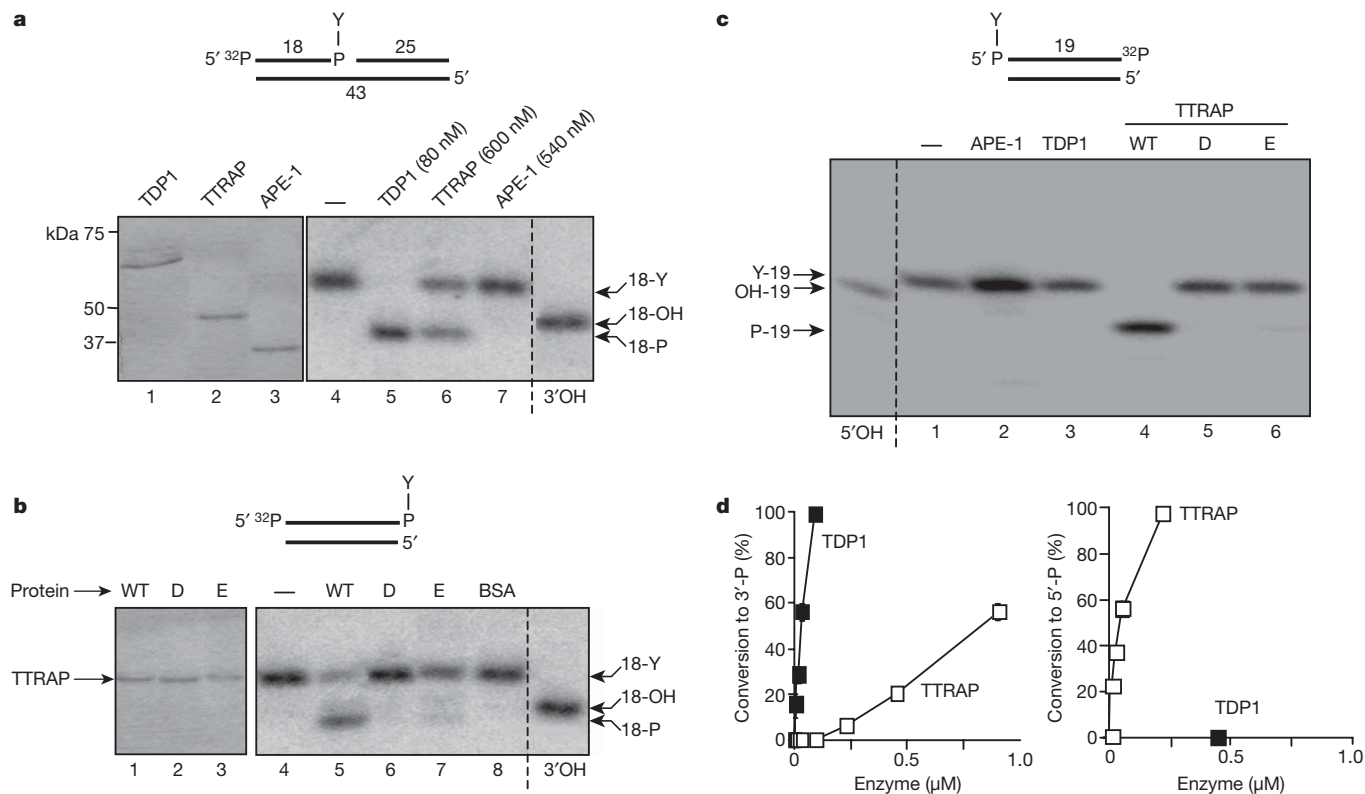 a
Y
18 25
5′ ³²P P
5′
43
TDP1 TTRAP APE-1 — TDP1 (80 nM) TTRAP (600 nM) APE-1 (540 nM)
kDa 75
50
37
18-Y
18-OH
18-P
1 2 3 4 5 6 7 3′OH
b
Y
5′ ³²P P
5′
Protein WT D E — WT D E BSA
TTRAP
18-Y
18-OH
18-P
1 2 3 4 5 6 7 8 3′OH
c
Y
19
5′ P ³²P
5′
TTRAP
— APE-1 TDP1 WT D E
Y-19
OH-19
P-19
5′OH 1 2 3 4 5 6
d
Conversion to 3′-P (%)
100
80
60
40
20
0
TDP1
TTRAP
0 0.5 1.0
Enzyme (μM)
Conversion to 5′-P (%)
100
80
60
40
20
0
TTRAP
TDP1
0 0.5 1.0
Enzyme (μM)